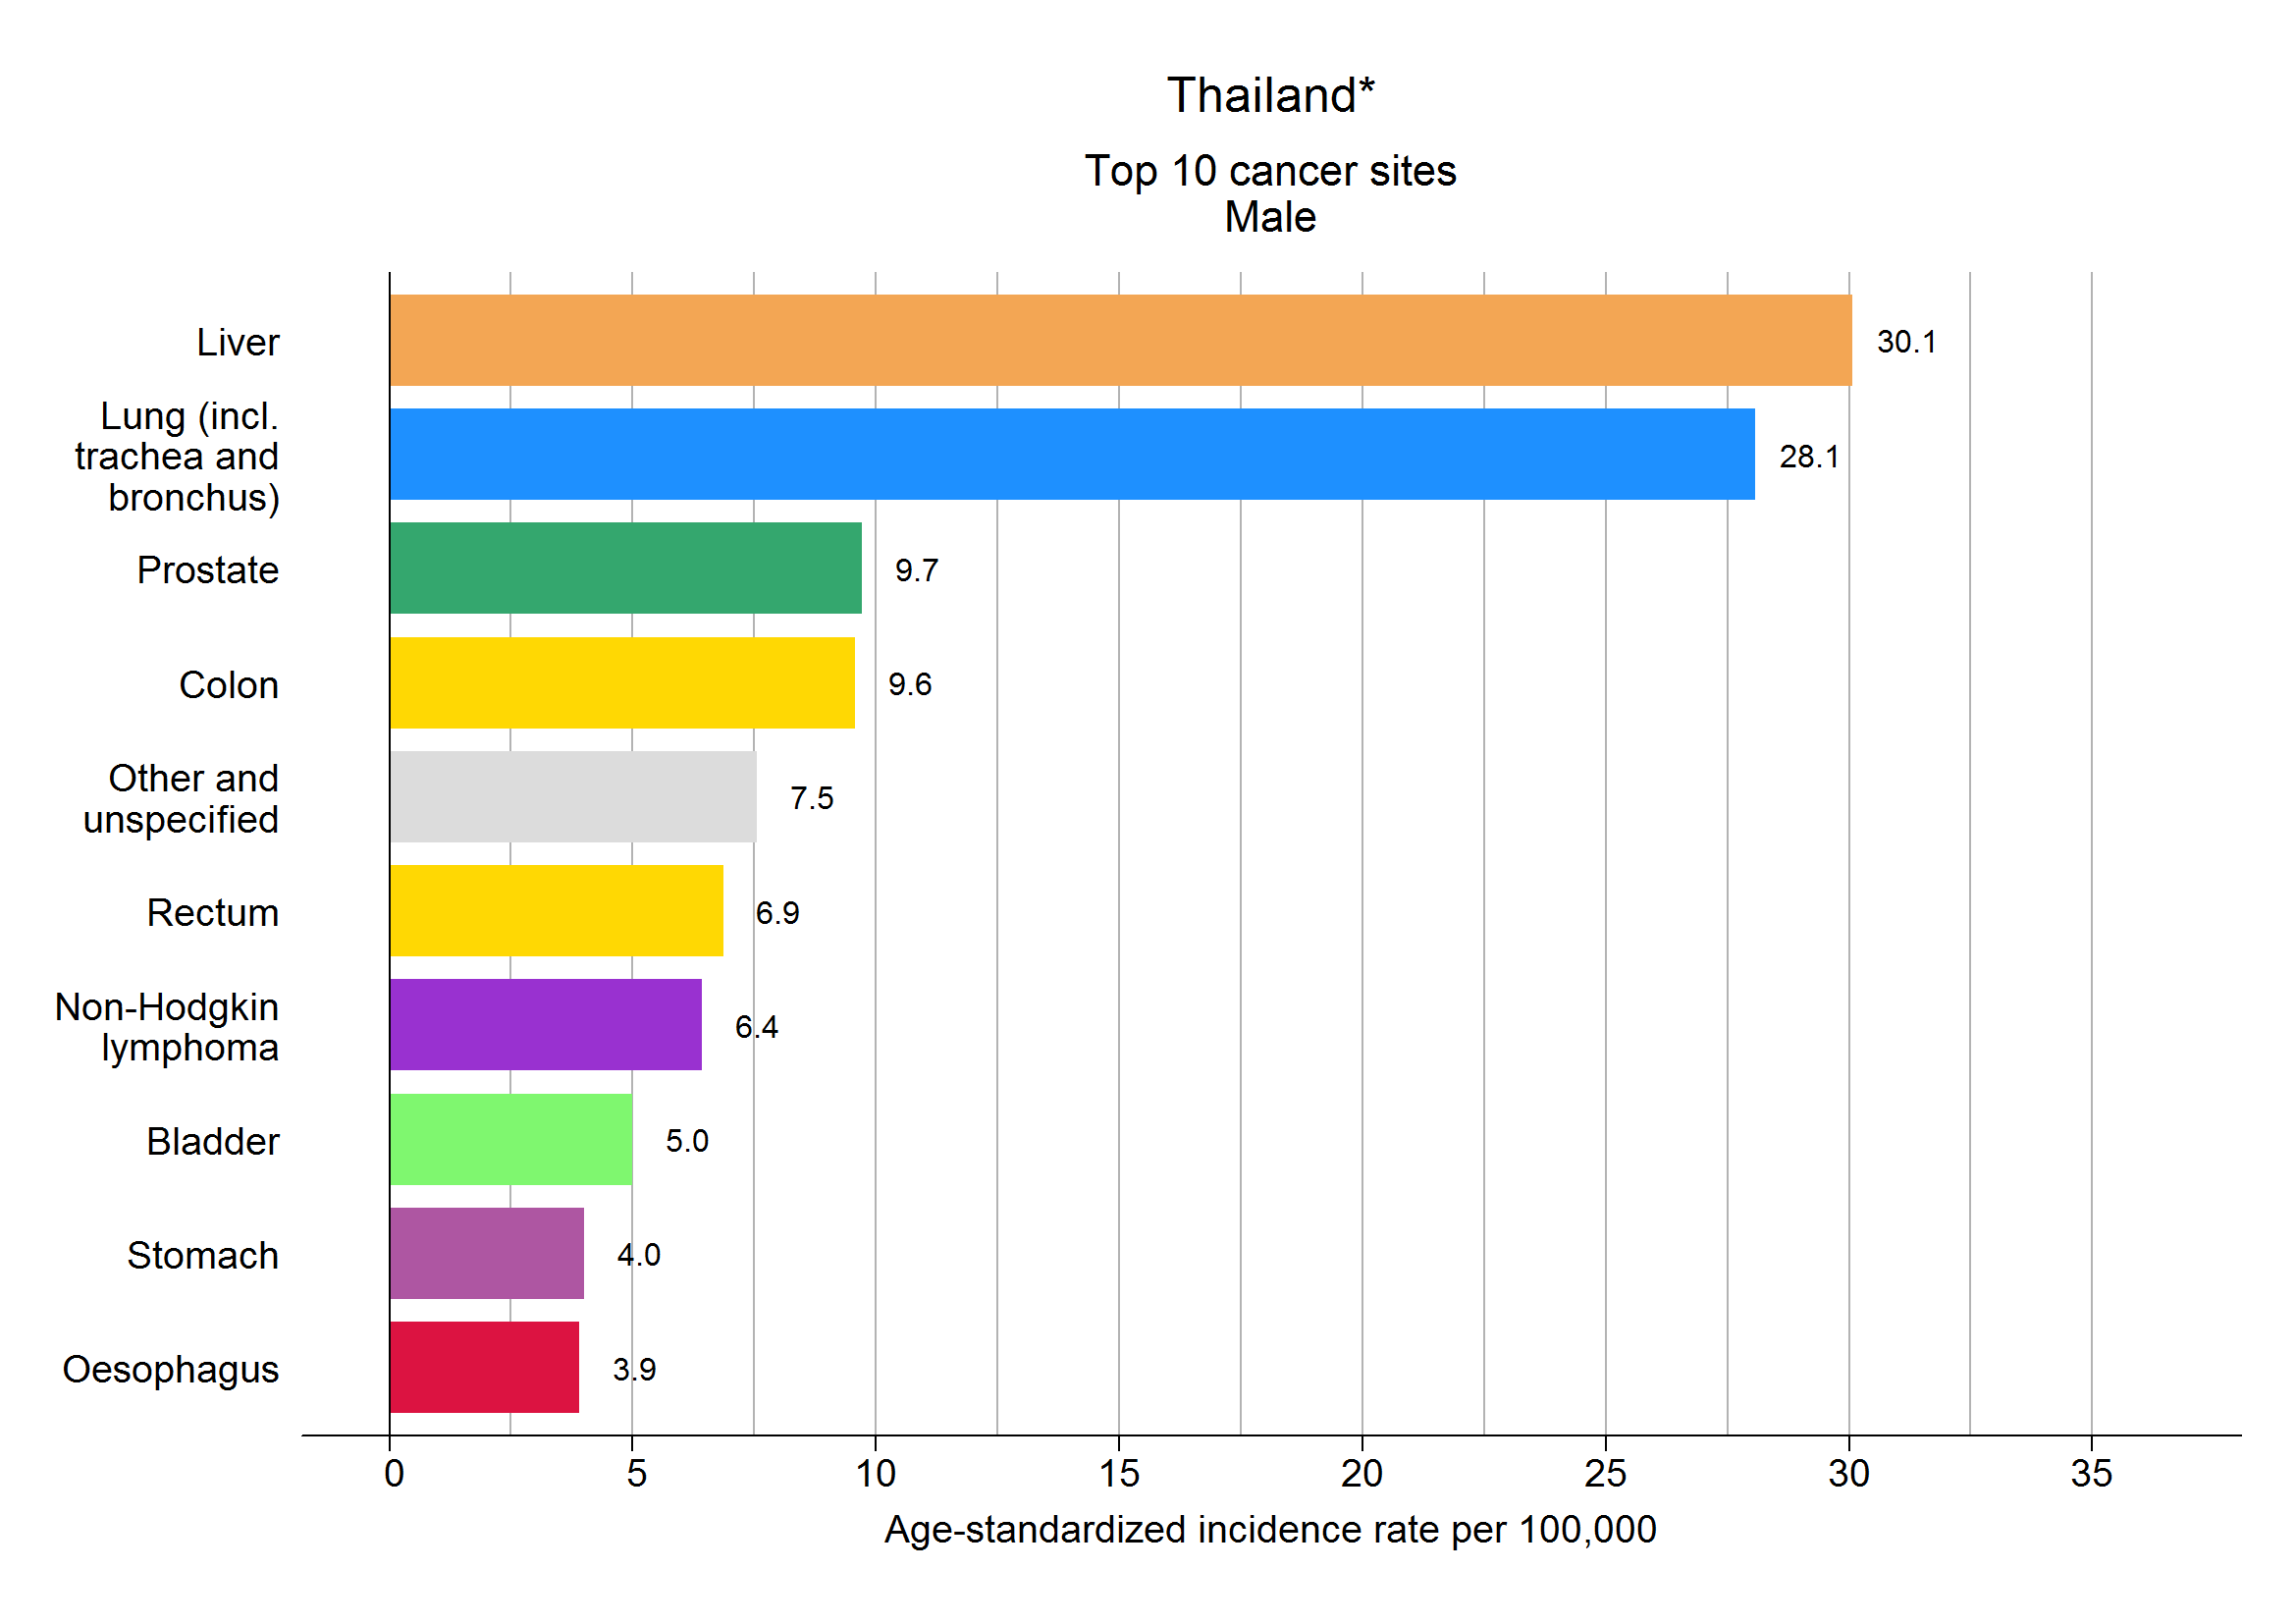 Thailand*
Top 10 cancer sites
Male
Liver
30.1
Lung (incl.
trachea and
bronchus)
28.1
Prostate
9.7
Colon
9.6
Other and
unspecified
7.5
Rectum
6.9
Non-Hodgkin
lymphoma
6.4
Bladder
5.0
Stomach
4.0
Oesophagus
3.9
0 5 10 15 20 25 30 35
Age-standardized incidence rate per 100,000